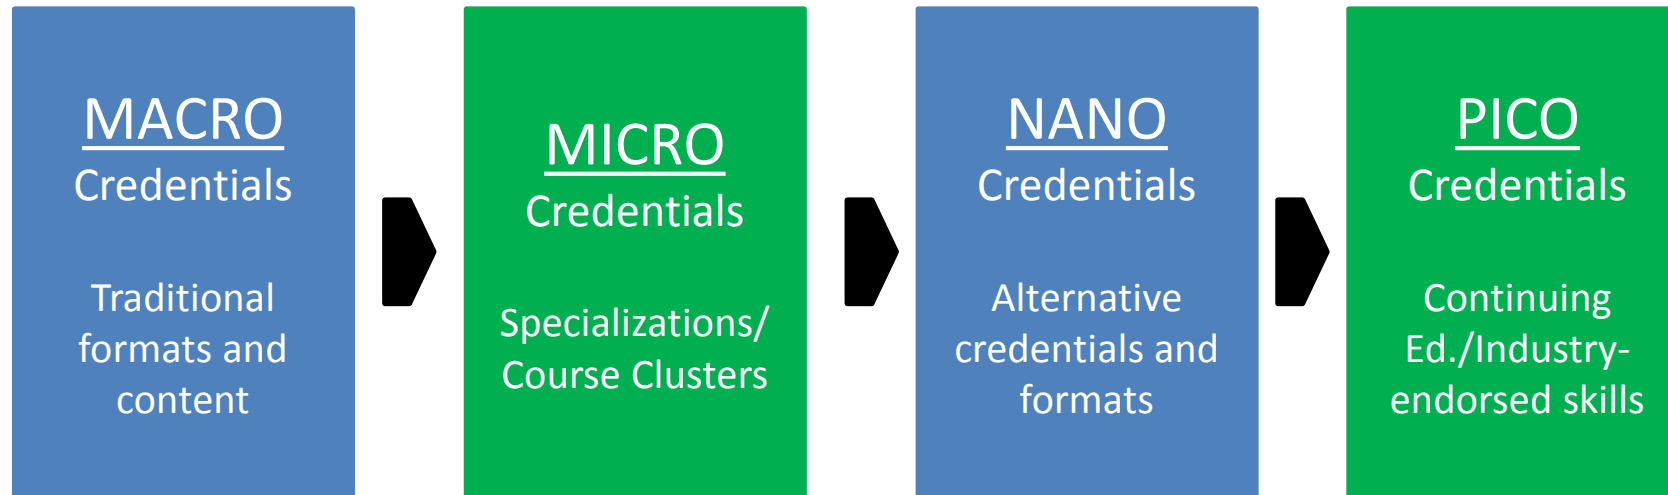 MACRO
Credentials
Traditional
formats and
content
MICRO
Credentials
Specializations/
Course Clusters
NANO
Credentials
Alternative
credentials and
formats
PICO
Credentials
Continuing
Ed./Industry-
endorsed skills